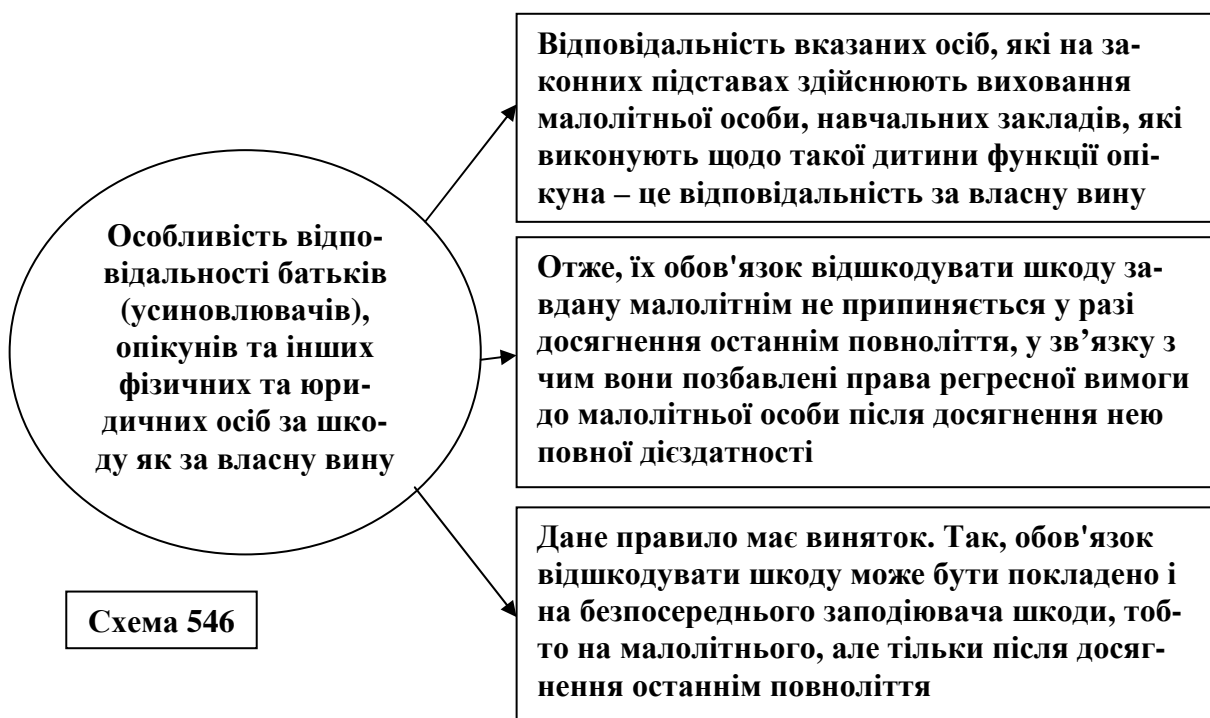 Особливість відпо-
відальності батьків
(усиновлювачів),
опікунів та інших
фізичних та юри-
дичних осіб за шко-
ду як за власну вину
Відповідальність вказаних осіб, які на за-
конних підставах здійснюють виховання
малолітньої особи, навчальних закладів, які
виконують щодо такої дитини функції опі-
куна – це відповідальність за власну вину
Отже, їх обов'язок відшкодувати шкоду за-
вдану малолітнім не припиняється у разі
досягнення останнім повноліття, у зв’язку з
чим вони позбавлені права регресної вимоги
до малолітньої особи після досягнення нею
повної дієздатності
Дане правило має виняток. Так, обов'язок
відшкодувати шкоду може бути покладено і
на безпосереднього заподіювача шкоди, тоб-
то на малолітнього, але тільки після досяг-
нення останнім повноліття
Схема 546